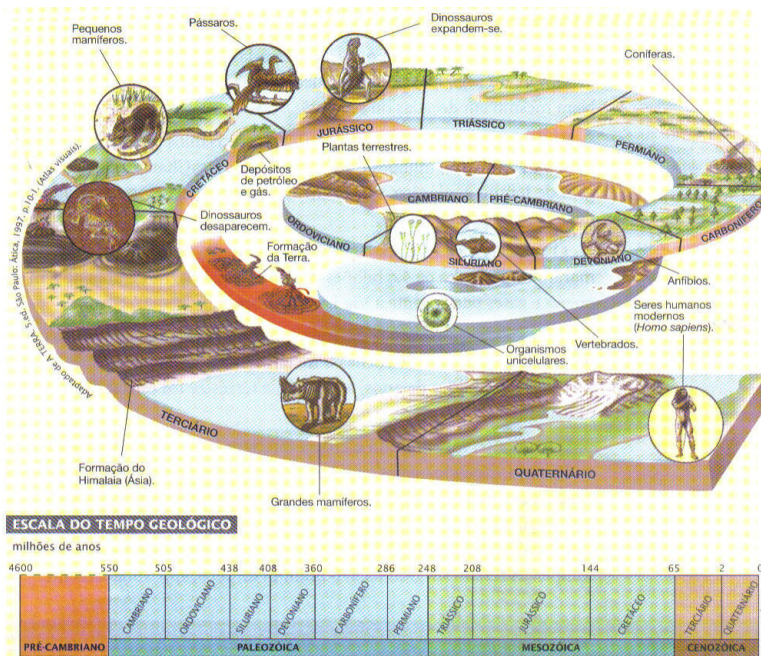 Dinossauros
expandem-se.
Pássaros.
Pequenos
mamíferos.
Coníferas.
JURÁSSICO
TRIÁSSICO
PERMIANO
Plantas terrestres.
CRETÁCEO
Depósitos
de petróleo
e gás.
CAMBRIANO
PRÉ-CAMBRIANO
CARBONÍFERO
Dinossauros
desaparecem.
ORDOVICIANO
SILURIANO
DEVONIANO
Formação
da Terra.
Anfíbios.
Seres humanos
modernos
(Homo sapiens).
Organismos
unicelulares.
Vertebrados.
Adaptado de A TERRA. 5.ed. São Paulo: Ática, 1997. p.10-1. (Atlas visuais).
TERCIÁRIO
QUATERNÁRIO
Formação do
Himalaia (Ásia).
Grandes mamíferos.
ESCALA DO TEMPO GEOLÓGICO
milhões de anos
4600 550 505 438 408 360 286 248 208 144 65 2 0
CAMBRIANO ORDOVICIANO SILURIANO DEVONIANO CARBONÍFERO PERMIANO TRIÁSSICO JURÁSSICO CRETACEO TERCIÁRIO QUATERNÁRIO
PRÉ-CAMBRIANO PALEOZÓICA MESOZÓICA CENOZÓICA